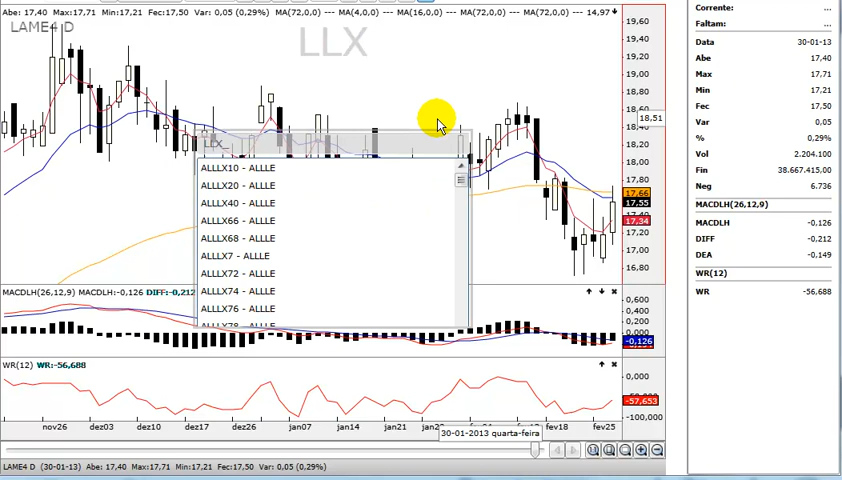 Abe: 17,40 Max:17,71 Min:17,21 Fec:17,50 Var: 0,05 (0,29%) MA(72,0) --- MA(4,0) --- MA(16,0) --- MA(72,0) --- MA(72,0) --- 14,97
LAME4 D
LLX
LLX_
ALLLX10 - ALLLE
ALLLX20 - ALLLE
ALLLX40 - ALLLE
ALLLX66 - ALLLE
ALLLX68 - ALLLE
ALLLX7 - ALLLE
ALLLX72 - ALLLE
ALLLX74 - ALLLE
ALLLX76 - ALLLE
ALLLX78 - ALLLE
19,60
19,40
19,20
19,00
18,80
18,60
18,51
18,40
18,20
18,00
17,80
17,66
17,55
17,40
17,34
17,20
17,00
16,80
MACDLH(26,12,9) MACDLH:-0,126 DIFF: -0,212
0,600
0,400
0,200
0,000
-0,126
WR(12) WR:-56,688
0,000
-57,653
-100,000
nov26 dez03 dez10 dez17 dez26 jan07 jan14 jan21 fev18 fev25
30-01-2013 quarta-feira
LAME4 D (30-01-13) Abe: 17,40 Max:17,71 Min:17,21 Fec:17,50 Var: 0,05 (0,29%)
Corrente: ...
Faltam: ...
Data 30-01-13
Abe 17,40
Max 17,71
Min 17,21
Fec 17,50
Var 0,05
% 0,29%
Vol 2.204.100
Fin 38.667.415,00
Neg 6.736
MACDLH(26,12,9)
MACDLH -0,126
DIFF -0,212
DEA -0,149
WR(12)
WR -56,688